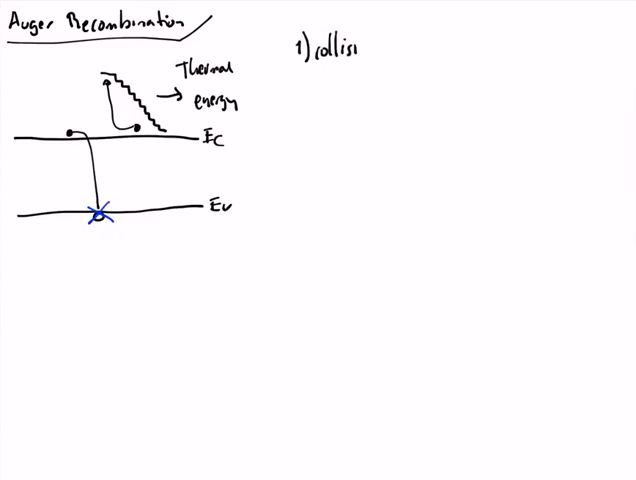 Auger Recombination
1) collisi
Thermal
energy
Ec
Ev